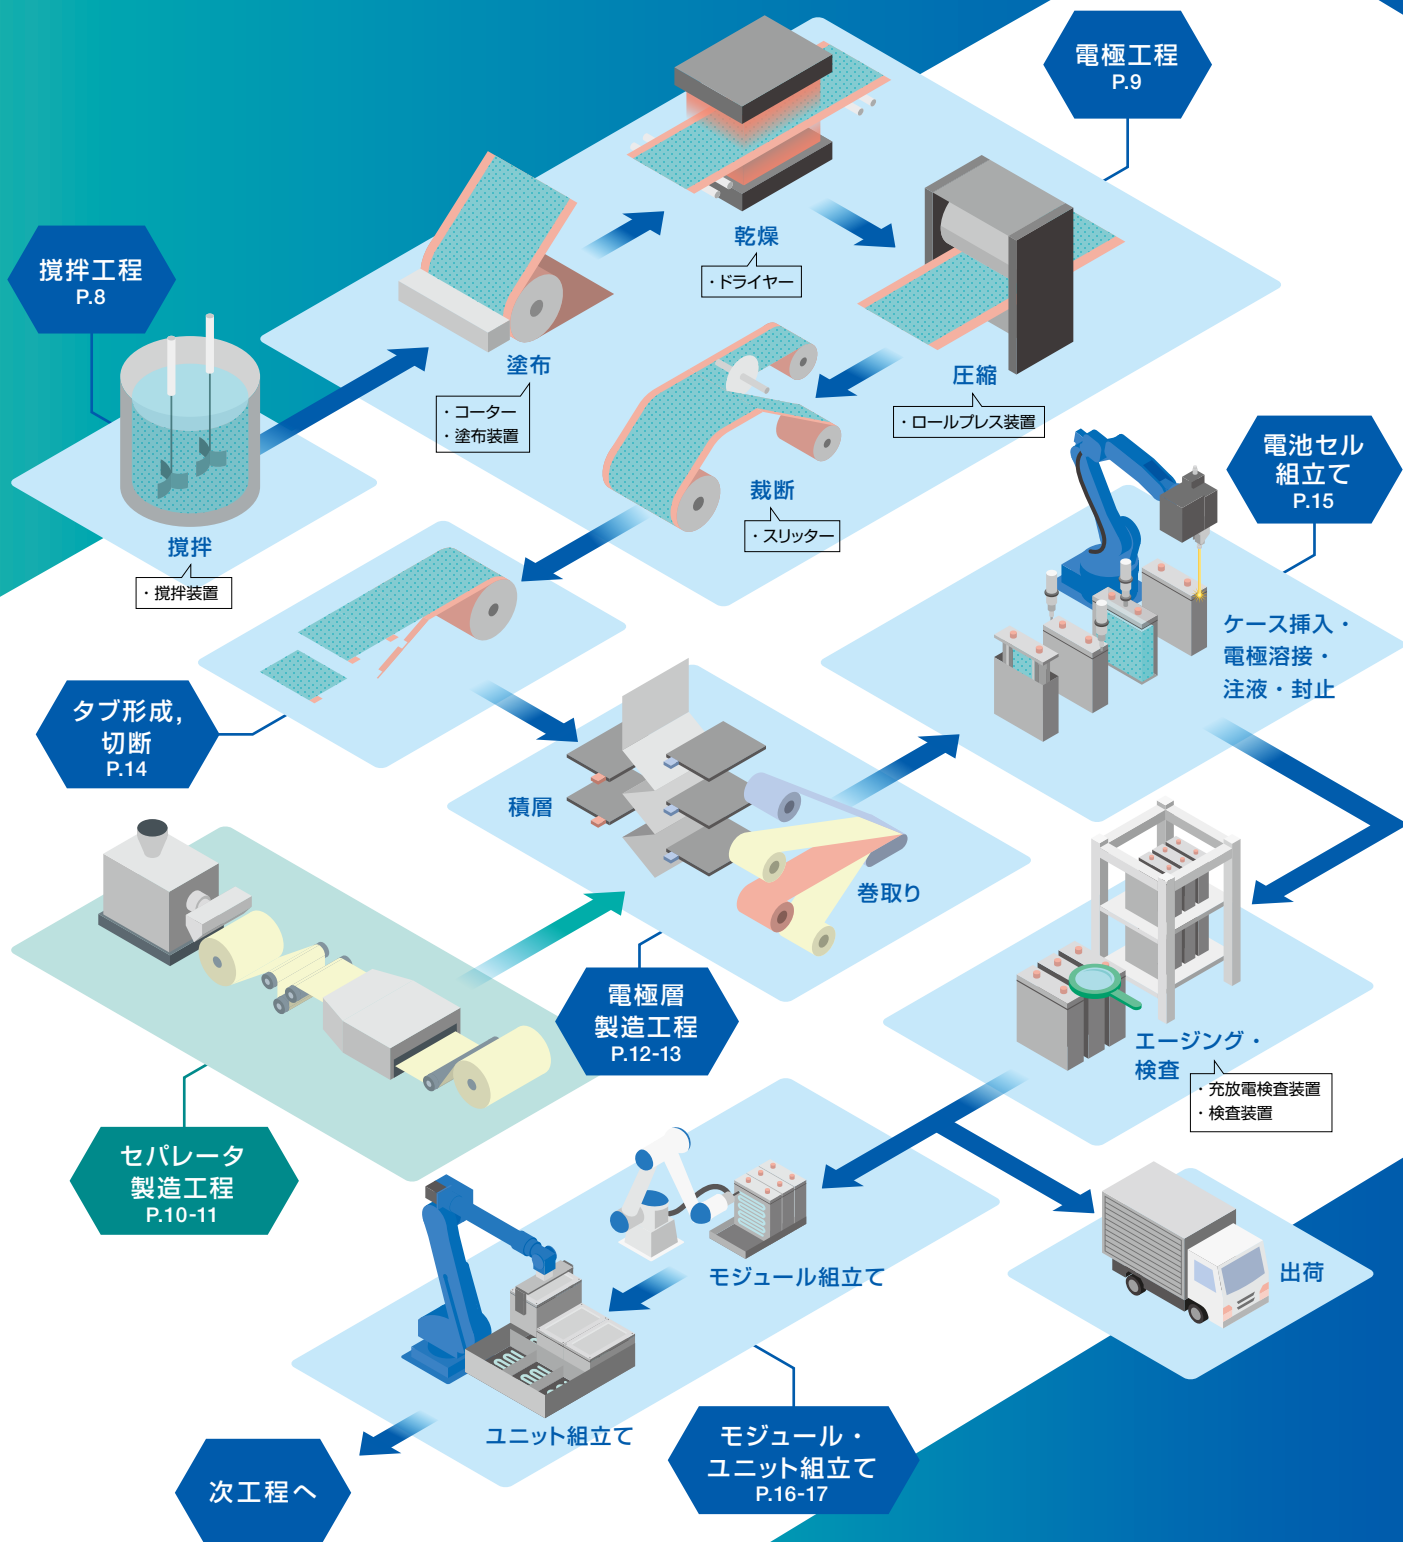 電極工程
P.9
撹拌工程
P.8
乾燥
・ドライヤー
塗布
・コーター
・塗布装置
圧縮
・ロールプレス装置
裁断
・スリッター
撹拌
・撹拌装置
電池セル
組立て
P.15
ケース挿入・
電極溶接・
注液・封止
タブ形成,
切断
P.14
積層
巻取り
電極層
製造工程
P.12-13
エージング・
検査
・充放電検査装置
・検査装置
セパレータ
製造工程
P.10-11
モジュール組立て
出荷
ユニット組立て
モジュール・
ユニット組立て
P.16-17
次工程へ